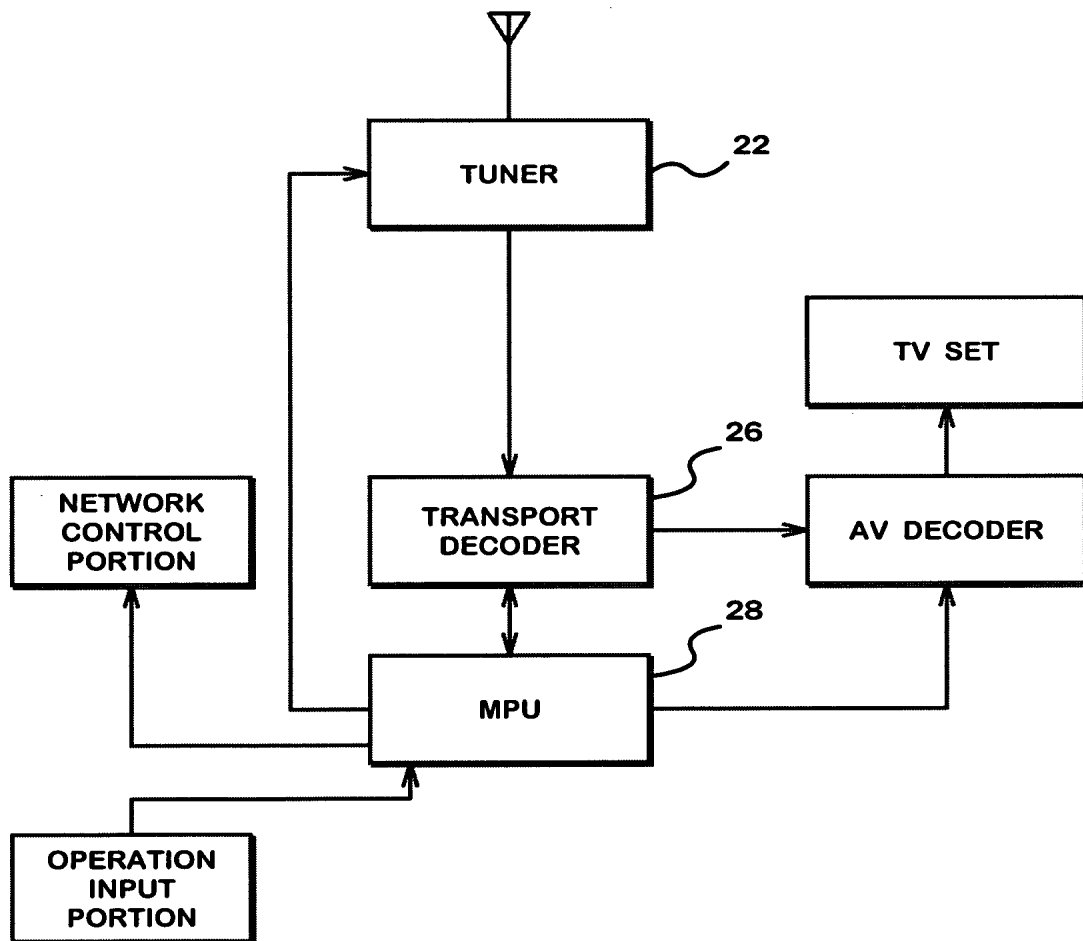 22
TUNER
TV SET
26
NETWORK
CONTROL
PORTION
TRANSPORT
DECODER
AV DECODER
28
MPU
OPERATION
INPUT
PORTION